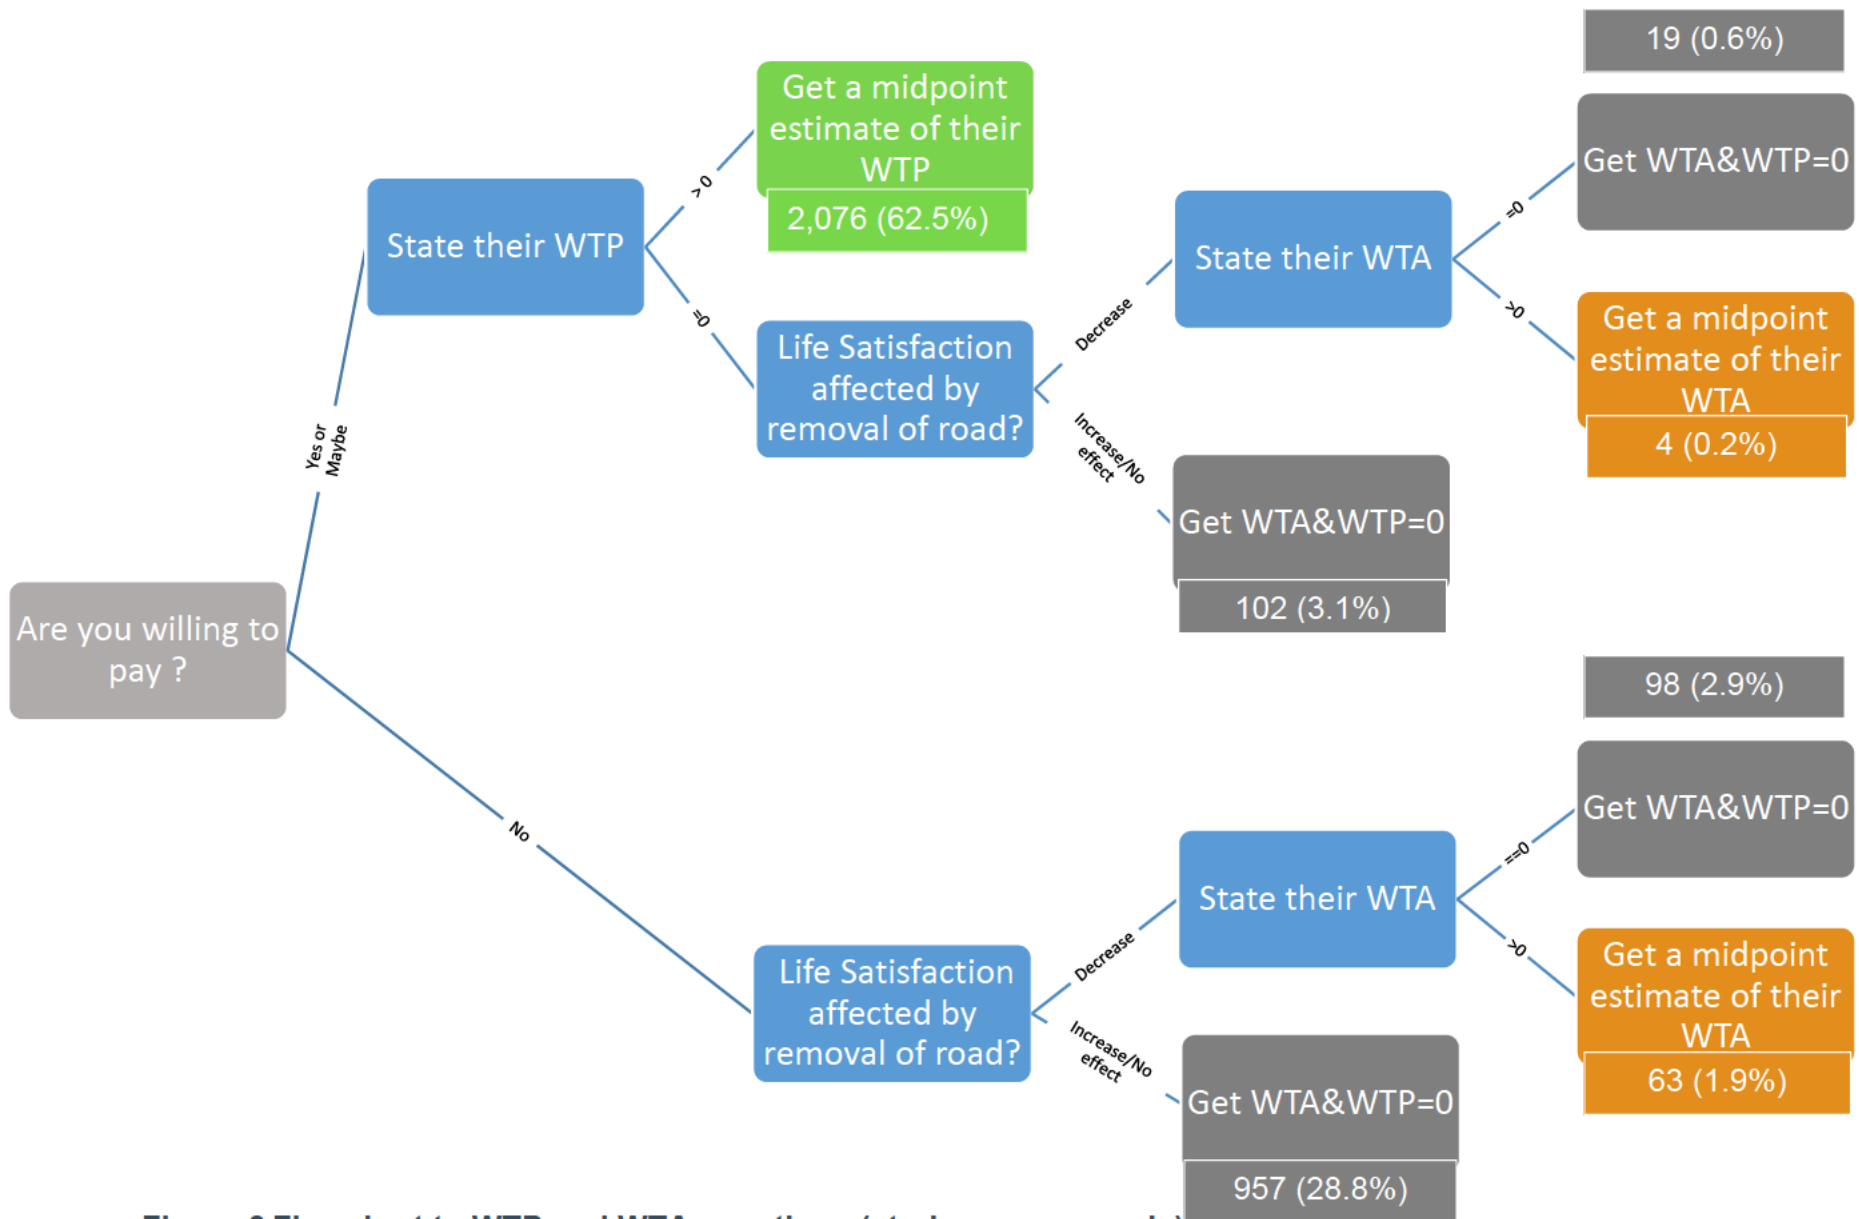 19 (0.6%)
Get a midpoint
estimate of their
WTP
2,076 (62.5%)
Get WTA&WTP=0
> 0
=0
State their WTP
State their WTA
=0
>0
Decrease
Life Satisfaction
affected by
removal of road?
Get a midpoint
estimate of their
WTA
4 (0.2%)
Increase/No
effect
Yes or
Maybe
Get WTA&WTP=0
102 (3.1%)
Are you willing to
pay ?
98 (2.9%)
Get WTA&WTP=0
No
State their WTA
==0
>0
Decrease
Life Satisfaction
affected by
removal of road?
Get a midpoint
estimate of their
WTA
63 (1.9%)
Increase/No
effect
Get WTA&WTP=0
957 (28.8%)